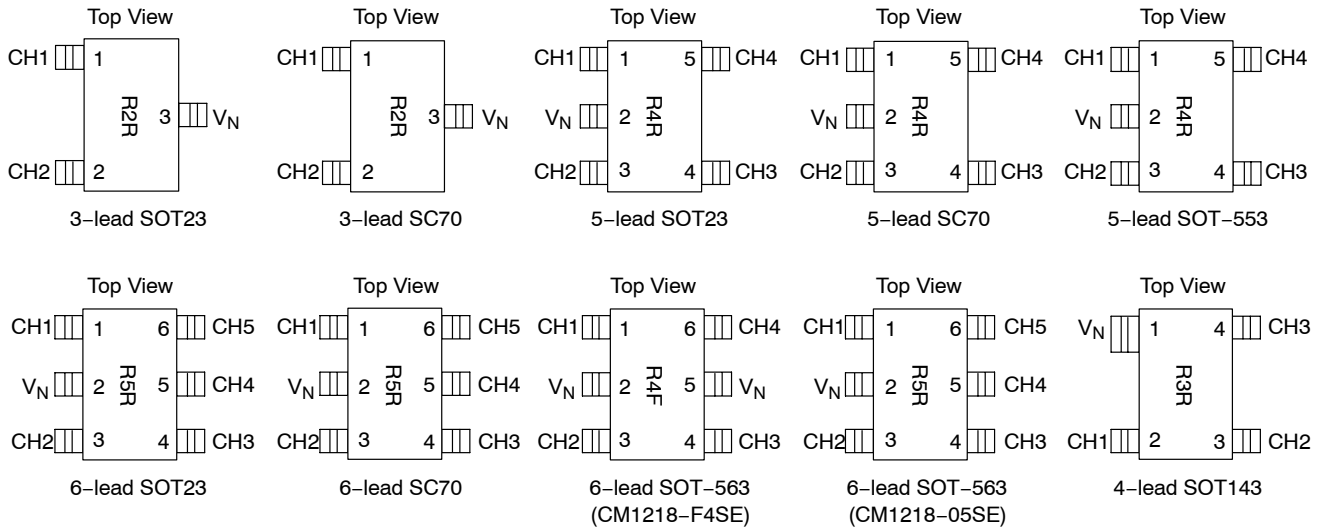 Top View Top View Top View Top View Top View
CH1 1 CH1 1 CH1 1 5 CH4 CH1 1 5 CH4 CH1 1 5 CH4
R2R 3 VN R2R 3 VN VN 2 R4R VN 2 R4R VN 2 R4R
CH2 2 CH2 2 CH2 3 4 CH3 CH2 3 4 CH3 CH2 3 4 CH3
3−lead SOT23 3−lead SC70 5−lead SOT23 5−lead SC70 5−lead SOT−553
Top View Top View Top View Top View Top View
CH1 1 6 CH5 CH1 1 6 CH5 CH1 1 6 CH4 CH1 1 6 CH5 VN 1 4 CH3
VN 2 R5R 5 CH4 VN 2 R5R 5 CH4 VN 2 R4F 5 VN VN 2 R5R 5 CH4 R3R
CH2 3 4 CH3 CH2 3 4 CH3 CH2 3 4 CH3 CH2 3 4 CH3 CH1 2 3 CH2
6−lead SOT23 6−lead SC70 6−lead SOT−563 6−lead SOT−563 4−lead SOT143
(CM1218−F4SE) (CM1218−05SE)